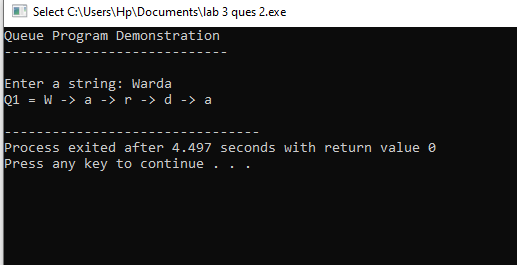 Select C:\Users\Hp\Documents\lab 3 ques 2.exe
Queue Program Demonstration
----------------------------
Enter a string: Warda
Q1 = W -> a -> r -> d -> a
--------------------------------
Process exited after 4.497 seconds with return value 0
Press any key to continue . . .